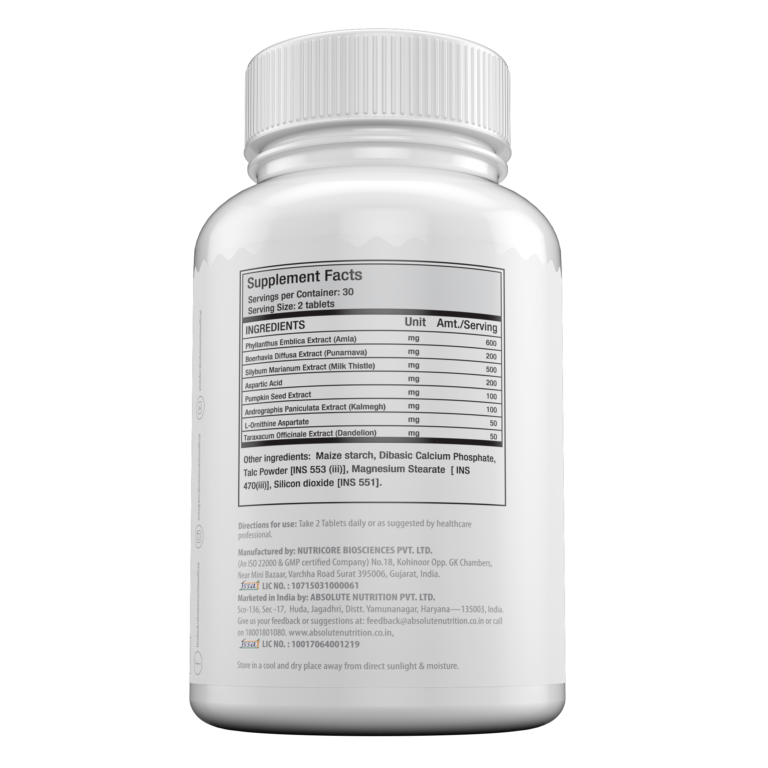 Supplement Facts
Servings per Container: 30
Serving Size: 2 tablets
INGREDIENTS Unit Amt./Serving
Phyllanthus Emblica Extract (Amla) mg 600
Boerhavia Diffusa Extract (Punarnava) mg 200
Silybum Marianum Extract (Milk Thistle) mg 500
Aspartic Acid mg 200
Pumpkin Seed Extract mg 100
Andrographis Paniculata Extract (Kalmegh) mg 100
L-Ornithine Aspartate mg 50
Taraxacum Officinale Extract (Dandelion) mg 50
Other ingredients: Maize starch, Dibasic Calcium Phosphate,
Talc Powder [INS 553 (iii)], Magnesium Stearate [ INS
470(iii)], Silicon dioxide [INS 551].
Directions for use: Take 2 Tablets daily or as suggested by healthcare
professional.
Manufactured by: NUTRICORE BIOSCIENCES PVT. LTD.
(An ISO 22000 & GMP certified Company) No.18, Kohinoor Opp. GK Chambers,
Near Mini Bazaar, Varchha Road Surat 395006, Gujarat, India.
fssai LIC NO. : 10715031000061
Marketed in India by: ABSOLUTE NUTRITION PVT. LTD.
Sco-136, Sec -17, Huda, Jagadhri, Distt. Yamunanagar, Haryana—135003, India.
Give us your feedback or suggestions at: feedback@absolutenutrition.co.in or call
on 18001801080. www.absolutenutrition.co.in,
fssai LIC NO. : 10017064001219
Store in a cool and dry place away from direct sunlight & moisture.